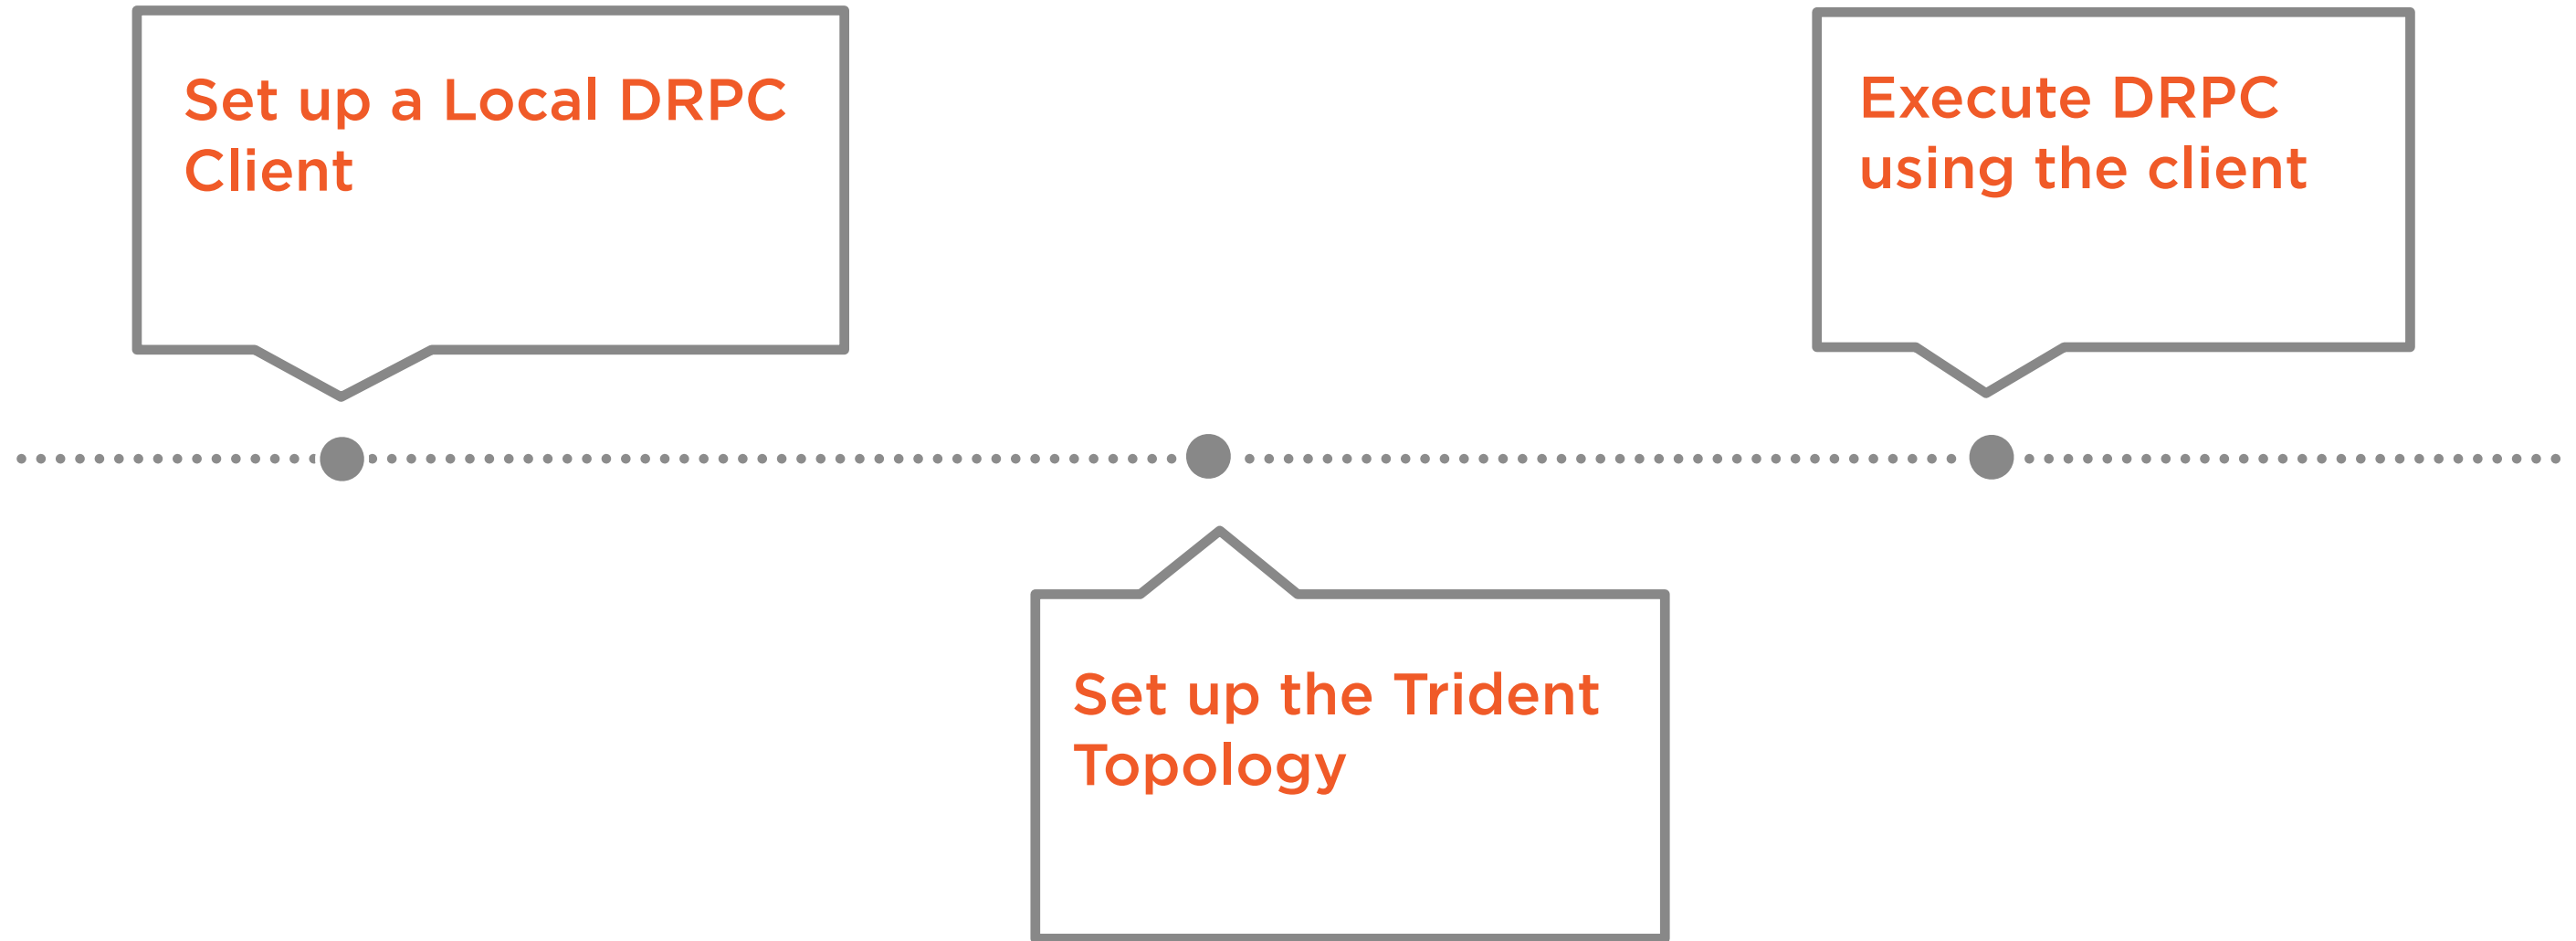 Set up a Local DRPC
Client
Set up the Trident
Topology
Execute DRPC
using the client